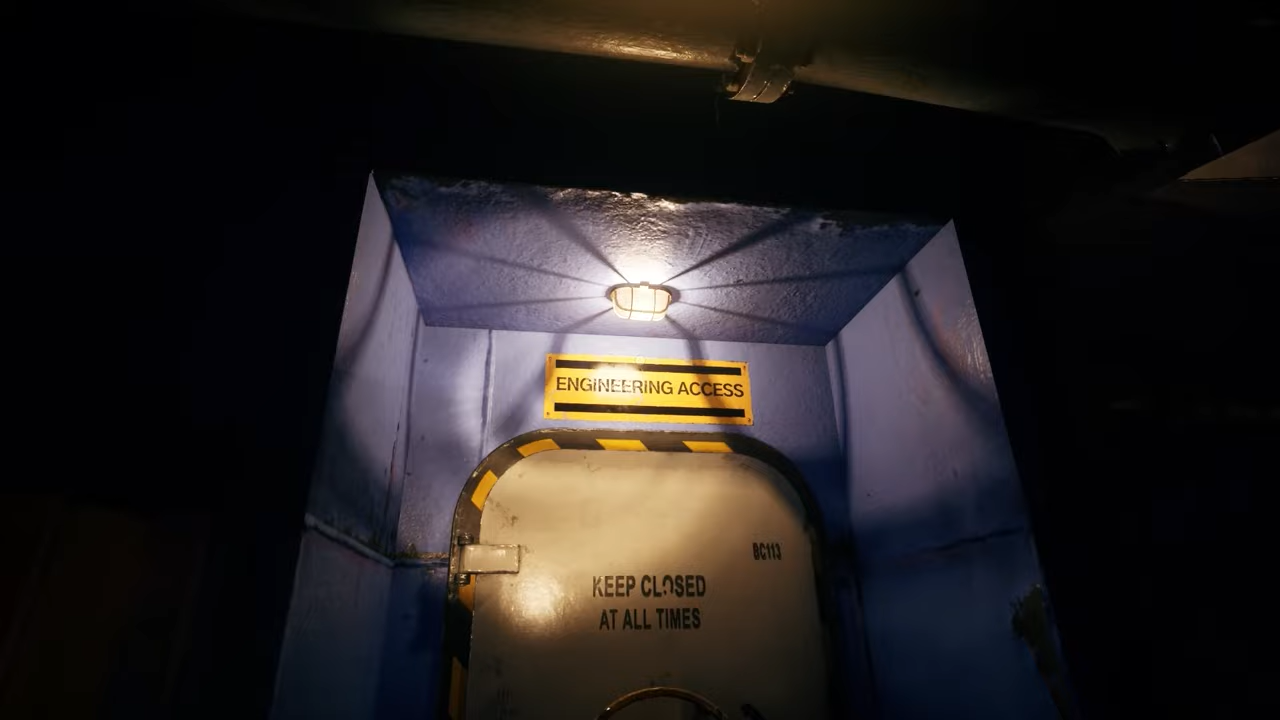 ENGINEERING ACCESS
BC113
KEEP CLOSED
AT ALL TIMES